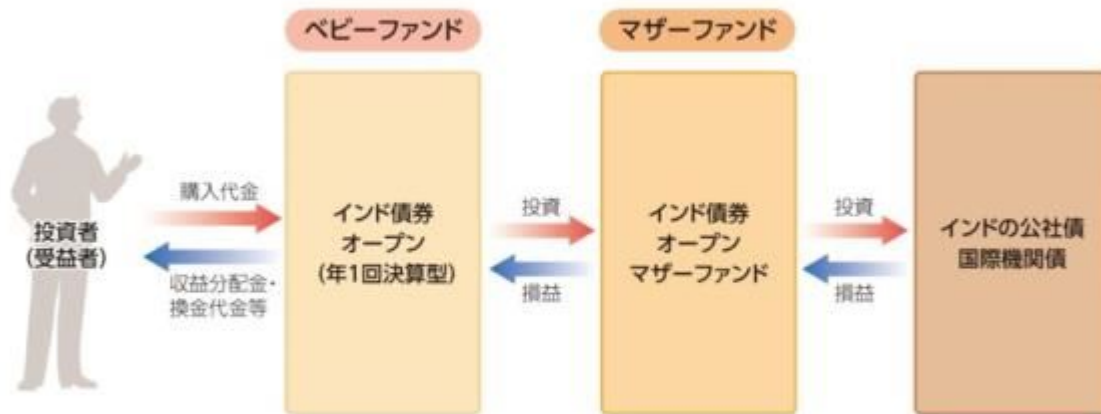 ベビーファンド
マザーファンド
投資者
(受益者)
購入代金
収益分配金・
換金代金等
インド債券
オープン
(年1回決算型)
投資
損益
インド債券
オープン
マザーファンド
投資
損益
インドの公社債
国際機関債